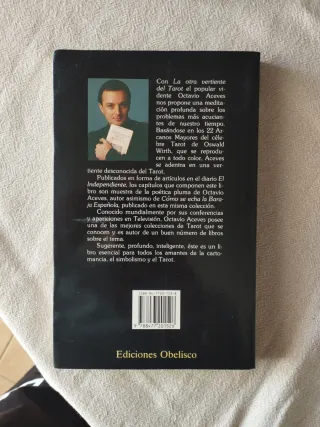 Con La otra vertiente
del Tarot el popular vi-
dente Octavio Aceves
nos propone una medita-
ción profunda sobre los
problemas más acucian-
tes de nuestro tiempo.
Basándose en los 22 Ar-
canos Mayores del céle-
bre Tarot de Oswald
Wirth, que se reprodu-
cen a todo color, Aceves
se adentra en una ver-
tiente desconocida del Tarot.
Publicados en forma de artículos en el diario El
Independiente, los capítulos que componen este li-
bro son muestra de la poética pluma de Octavio
Aceves, autor asimismo de Cómo se echa la Bara-
ja Española, publicado en esta misma colección.
Conocido mundialmente por sus conferencias
y apariciones en Televisión, Octavio Aceves posee
una de las mejores colecciones de Tarot que se
conocen y es autor de un buen número de libros
sobre el tema.
Sugerente, profundo, inteligente, éste es un li-
bro esencial para todos los amantes de la carto-
mancia, el simbolismo y el Tarot.
Ediciones Obelisco